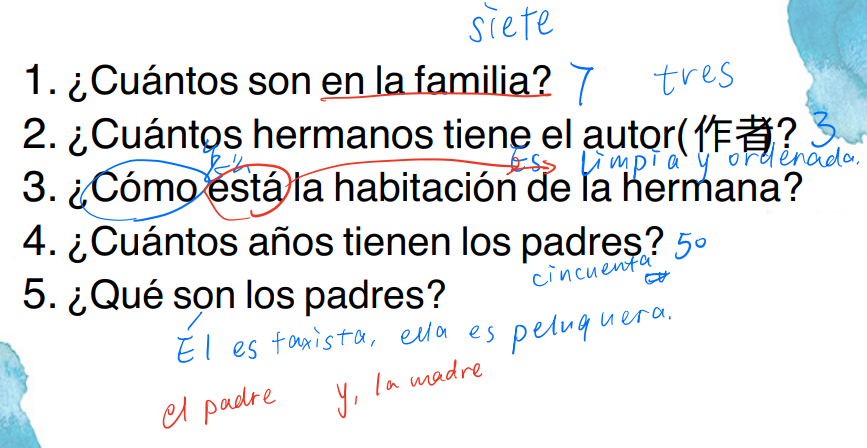 siete
1. ¿Cuántos son en la familia? 7 tres
2. ¿Cuántos hermanos tiene el autor(作者)? 3
Es limpia y ordenada.
3. ¿Cómo está la habitación de la hermana?
4. ¿Cuántos años tienen los padres? 50
cincuenta
5. ¿Qué son los padres?
Él es taxista, ella es peluquera.
el padre y, la madre